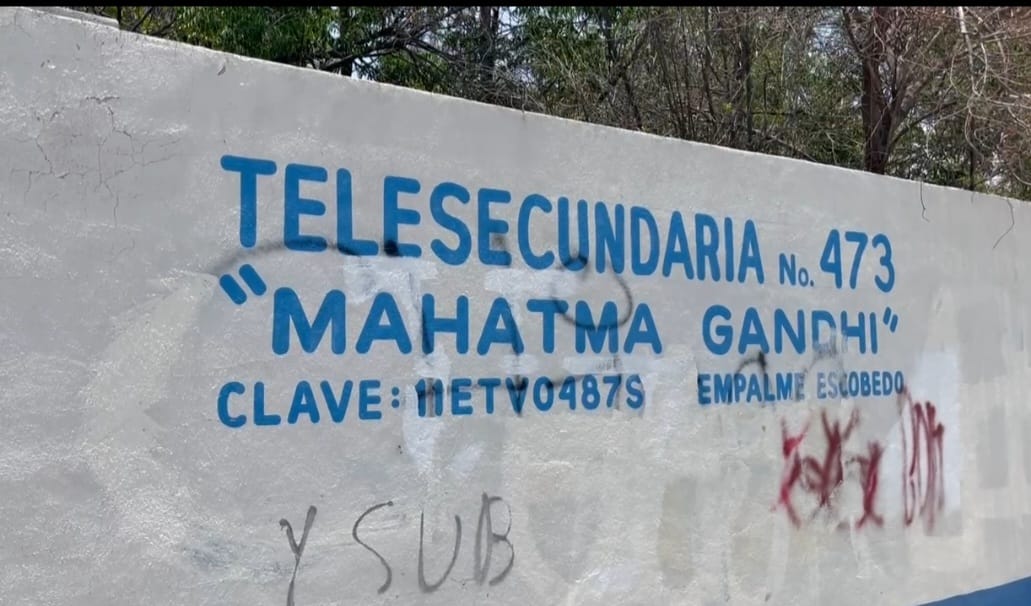 TELESECUNDARIA No. 473
"MAHATMA GANDHI"
CLAVE: 11ETV0487S EMPALME ESCOBEDO
Y SUB